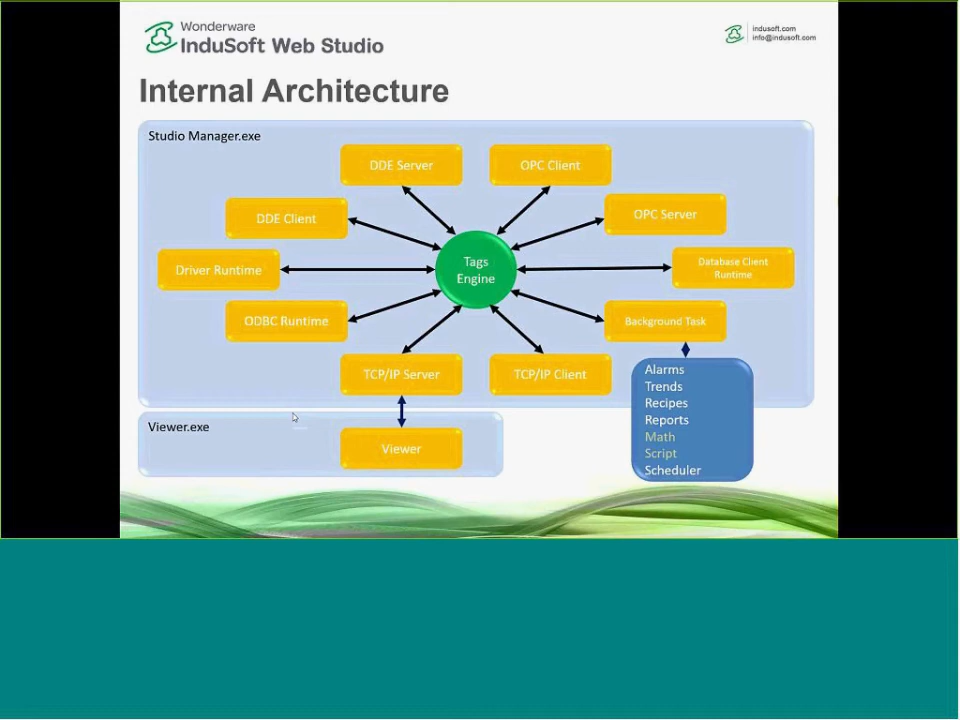 Wonderware
InduSoft Web Studio
indusoft.com
info@indusoft.com
Internal Architecture
Studio Manager.exe
DDE Server
OPC Client
DDE Client
OPC Server
Driver Runtime
Tags
Engine
Database Client
Runtime
ODBC Runtime
Background Task
TCP/IP Server
TCP/IP Client
Alarms
Trends
Recipes
Reports
Math
Script
Scheduler
Viewer.exe
Viewer